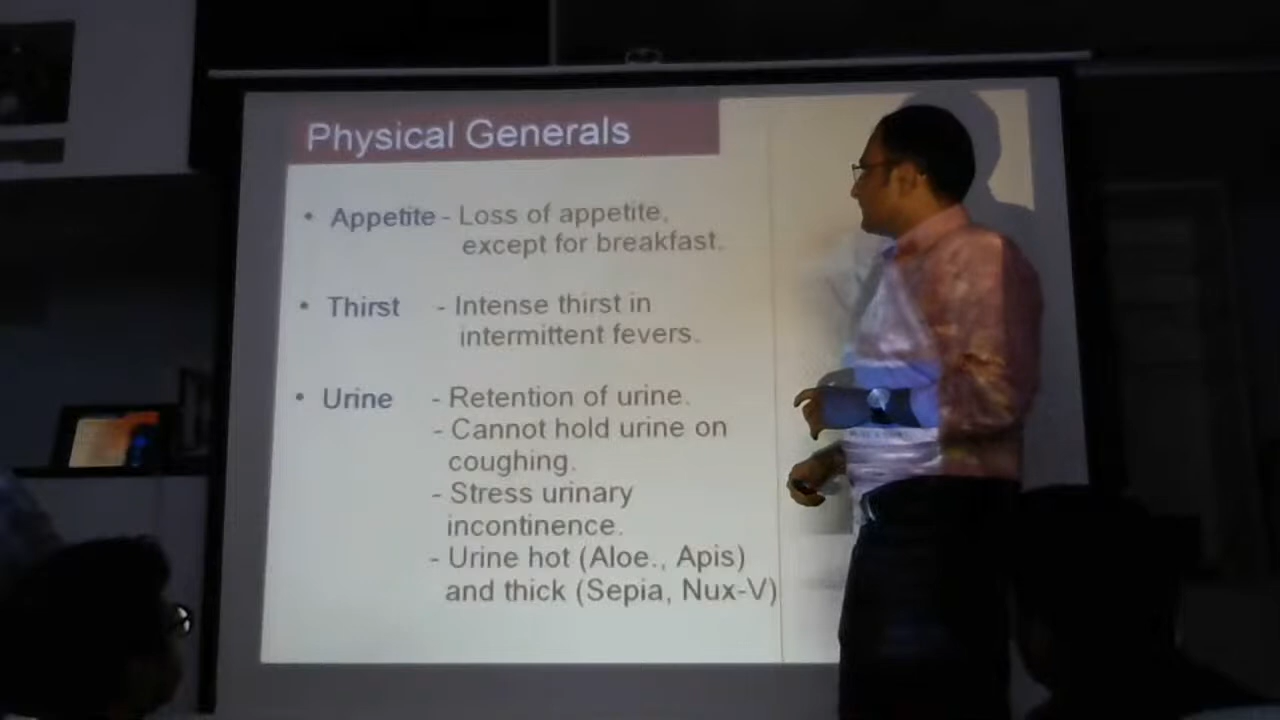 Physical Generals
• Appetite - Loss of appetite,
except for breakfast.
• Thirst - Intense thirst in
intermittent fevers.
• Urine - Retention of urine.
- Cannot hold urine on
coughing.
- Stress urinary
incontinence.
- Urine hot (Aloe., Apis)
and thick (Sepia, Nux-V)